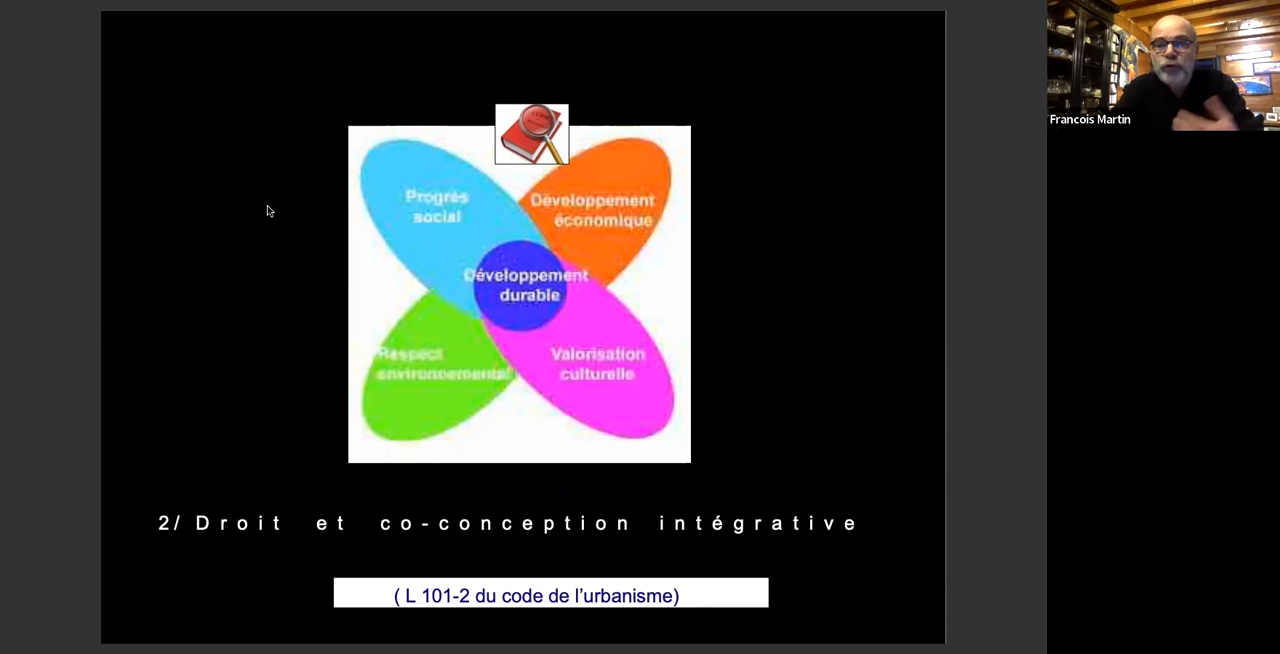 Francois Martin
Progrès
social
Développement
économique
Développement
durable
Respect
environnemental
Valorisation
culturelle
2/ Droit et co-conception intégrative
( L 101-2 du code de l'urbanisme)